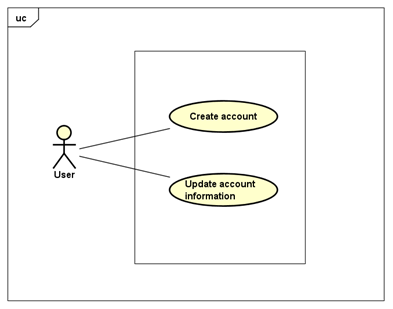 uc
Create account
User
Update account
information